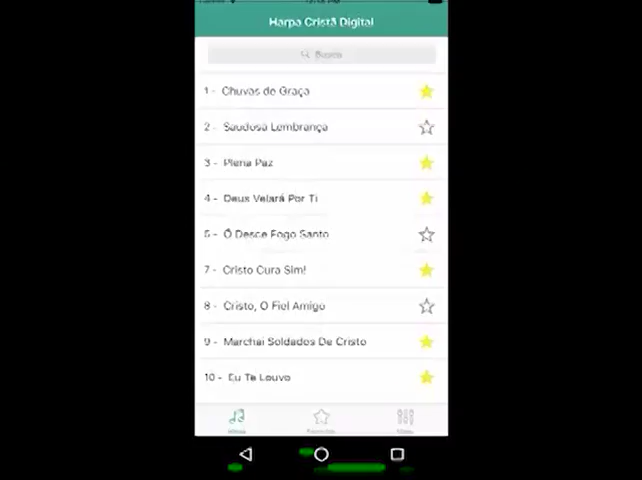 Harpa Cristã Digital
Busca
1 - Chuvas de Graça
2 - Saudosa Lembrança
3 - Plena Paz
4 - Deus Velará Por Ti
5 - Ó Desce Fogo Santo
7 - Cristo Cura Sim!
8 - Cristo, O Fiel Amigo
9 - Marchai Soldados De Cristo
10 - Eu Te Louvo